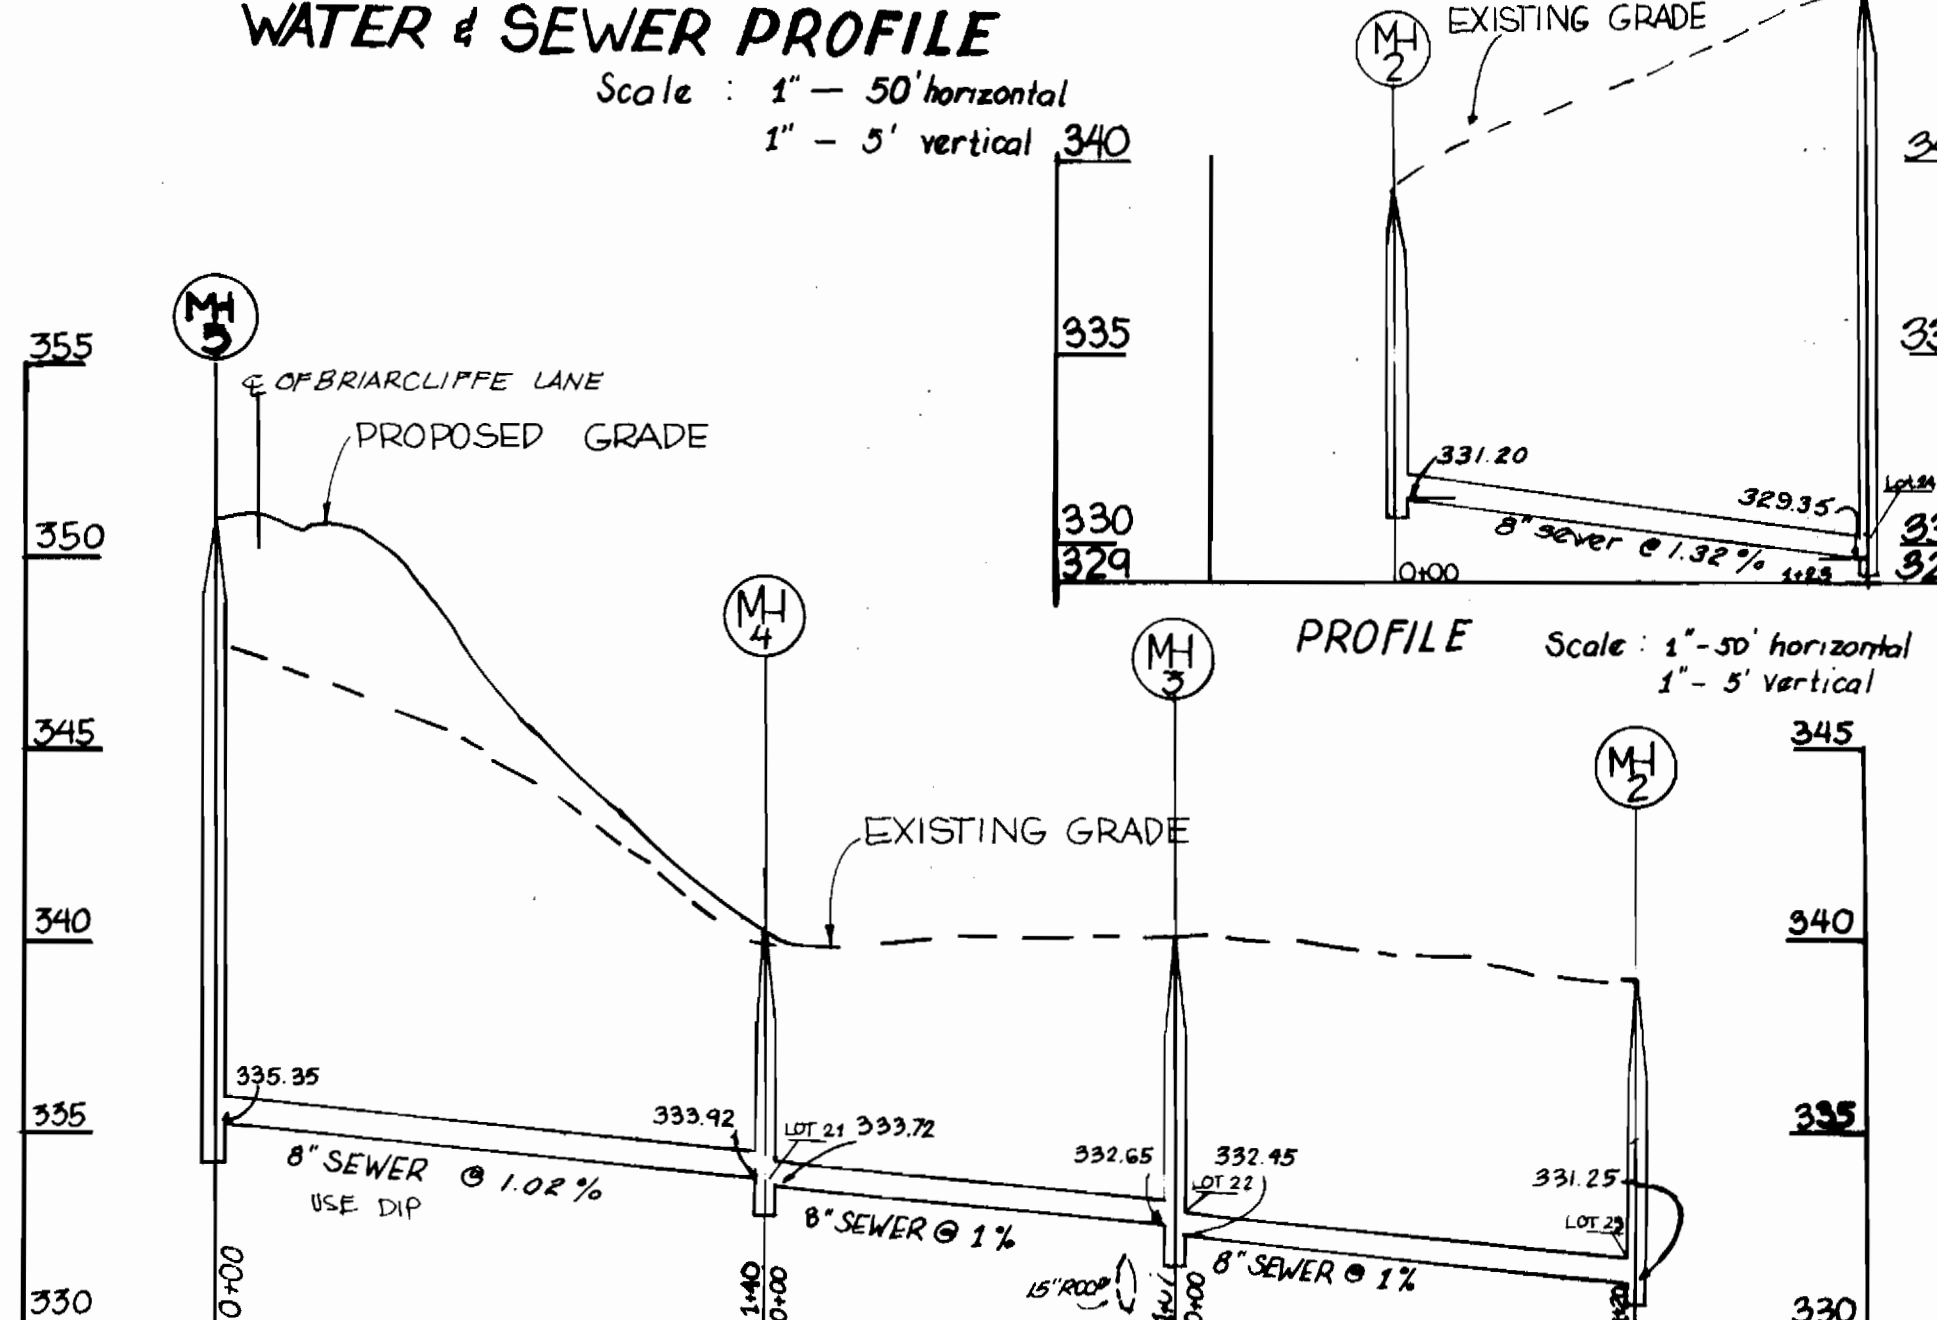 WATER & SEWER PROFILE
Scale : 1" — 50' horizontal
1" - 5' vertical
MH
2
EXISTING GRADE
340
335
330
329
331.20
329.35
8" sewer @ 1.32 %
0+00
1+23
PROFILE
Scale : 1"-50' horizontal
1"- 5' vertical
MH
5
355
350
345
340
335
330
℄ OF BRIARCLIFFE LANE
PROPOSED GRADE
MH
4
MH
3
MH
2
EXISTING GRADE
345
340
335
330
335.35
8" SEWER @ 1.02 %
USE DIP
333.92
LOT 21
333.72
8" SEWER @ 1 %
332.65
332.45
LOT 22
8" SEWER @ 1%
331.25
LOT 23
0+00
1+40
0+00
15" RCCP
0+00
1+20